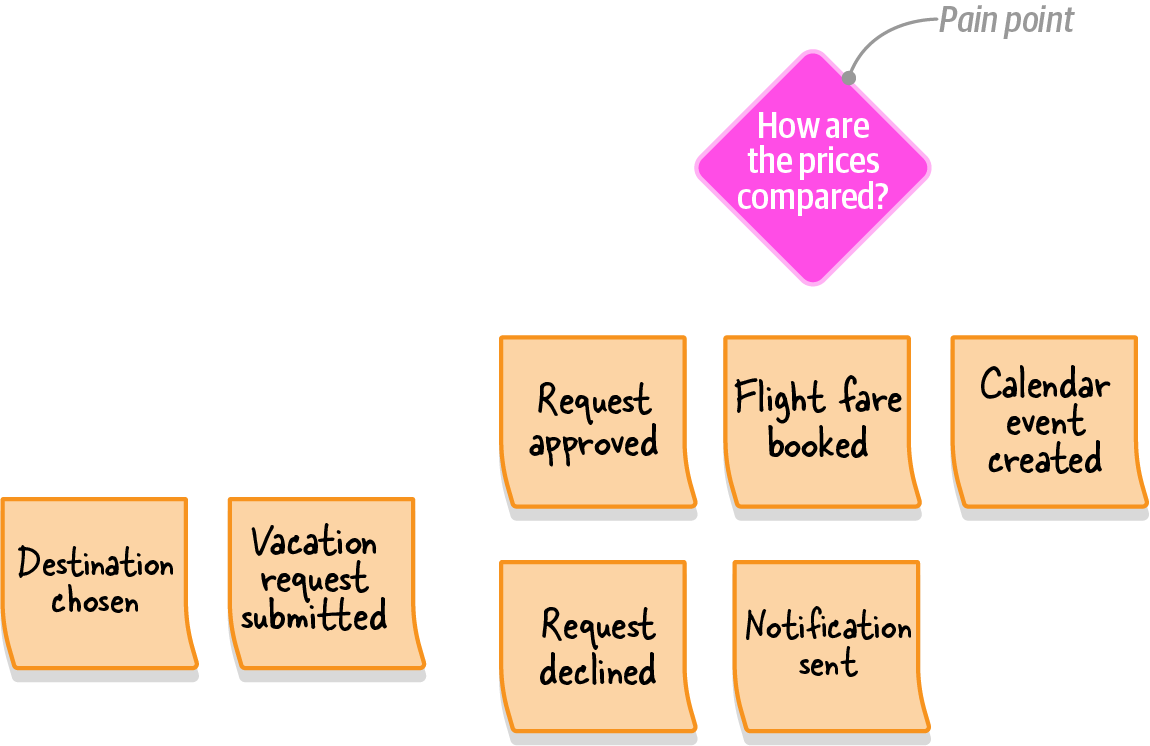 Pain point
How are
the prices
compared?
Request
approved
Flight fare
booked
Calendar
event
created
Destination
chosen
Vacation
request
submitted
Request
declined
Notification
sent